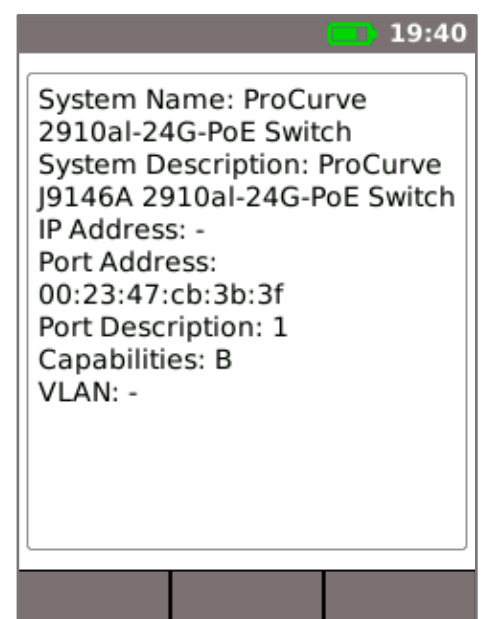 19:40
System Name: ProCurve
2910al-24G-PoE Switch
System Description: ProCurve
J9146A 2910al-24G-PoE Switch
IP Address: -
Port Address:
00:23:47:cb:3b:3f
Port Description: 1
Capabilities: B
VLAN: -